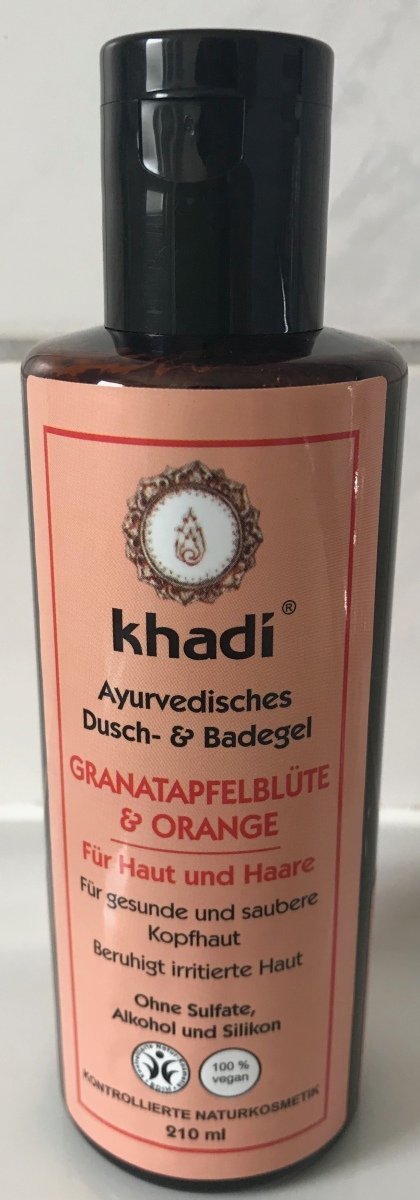 khadí®
Ayurvedisches
Dusch- & Badegel
GRANATAPFELBLÜTE
& ORANGE
Für Haut und Haare
Für gesunde und saubere
Kopfhaut
Beruhigt irritierte Haut
Ohne Sulfate,
Alkohol und Silikon
100 %
vegan
KONTROLLIERTE NATURKOSMETIK
210 ml